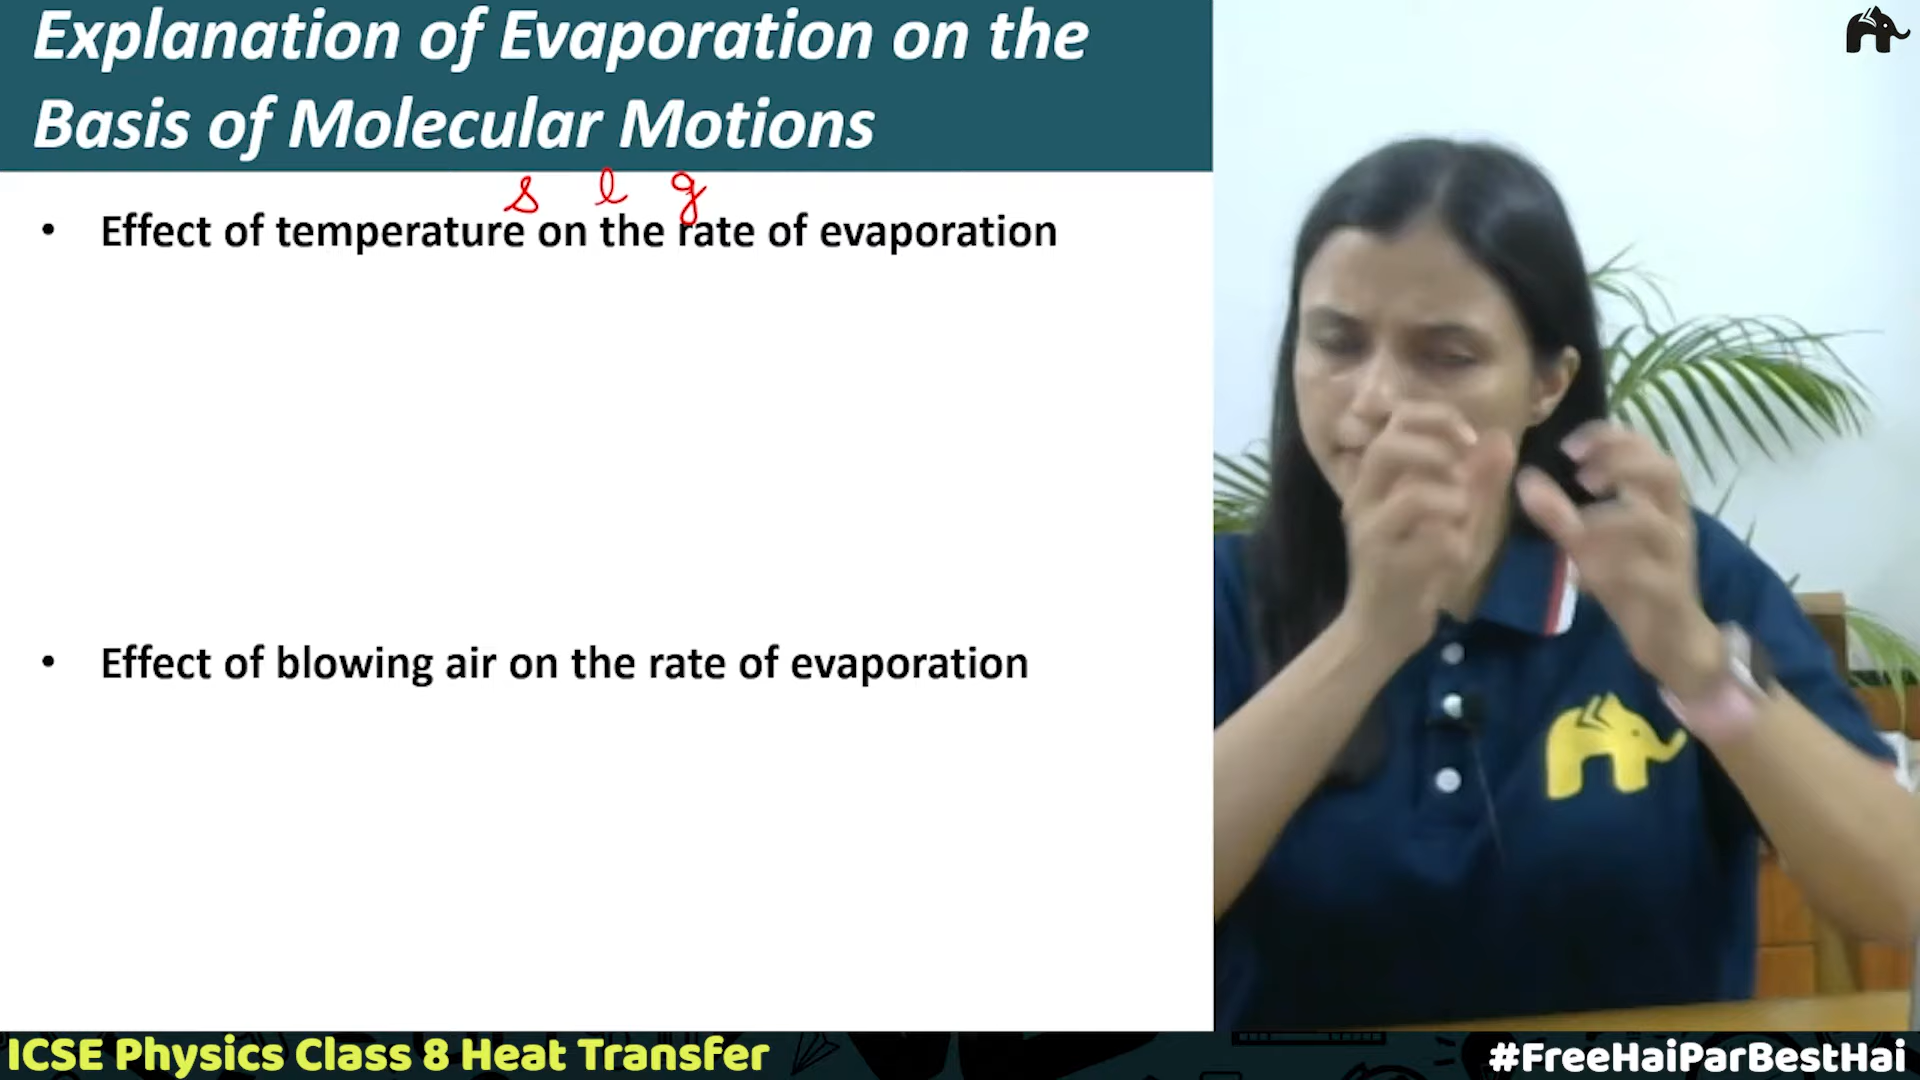 Explanation of Evaporation on the
Basis of Molecular Motions
s l g
• Effect of temperature on the rate of evaporation
• Effect of blowing air on the rate of evaporation
ICSE Physics Class 8 Heat Transfer
#FreeHaiParBestHai